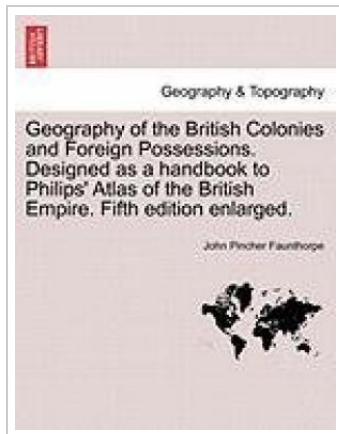 Geography & Topography
Geography of the British Colonies
and Foreign Possessions.
Designed as a handbook to
Philips' Atlas of the British
Empire. Fifth edition enlarged.
John Pincher Faunthorpe